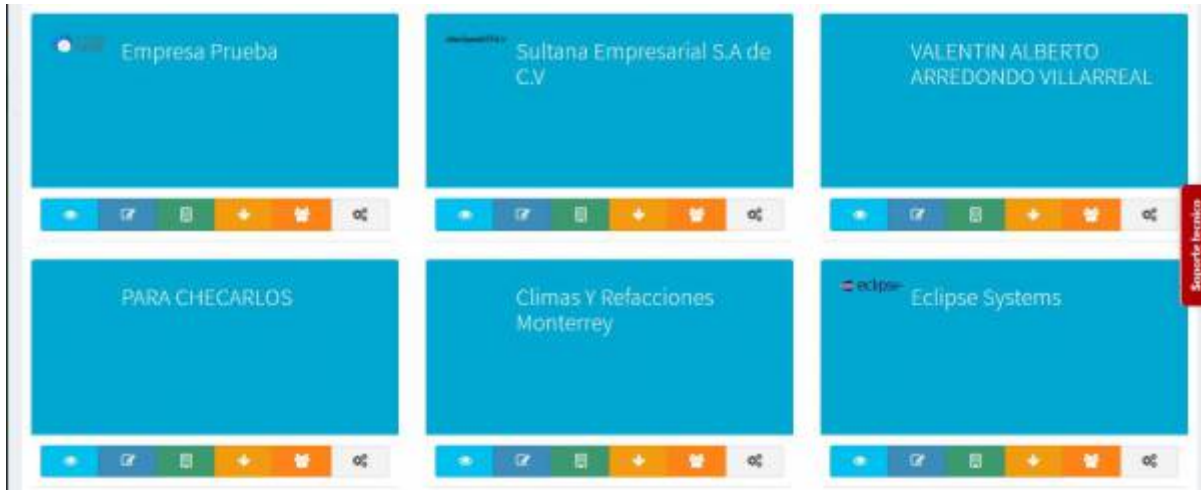 Empresa Prueba
Sultana Empresarial S.A de
C.V
VALENTIN ALBERTO
ARREDONDO VILLARREAL
Soporte tecnico
PARA CHECARLOS
Climas Y Refacciones
Monterrey
eclipse
Eclipse Systems